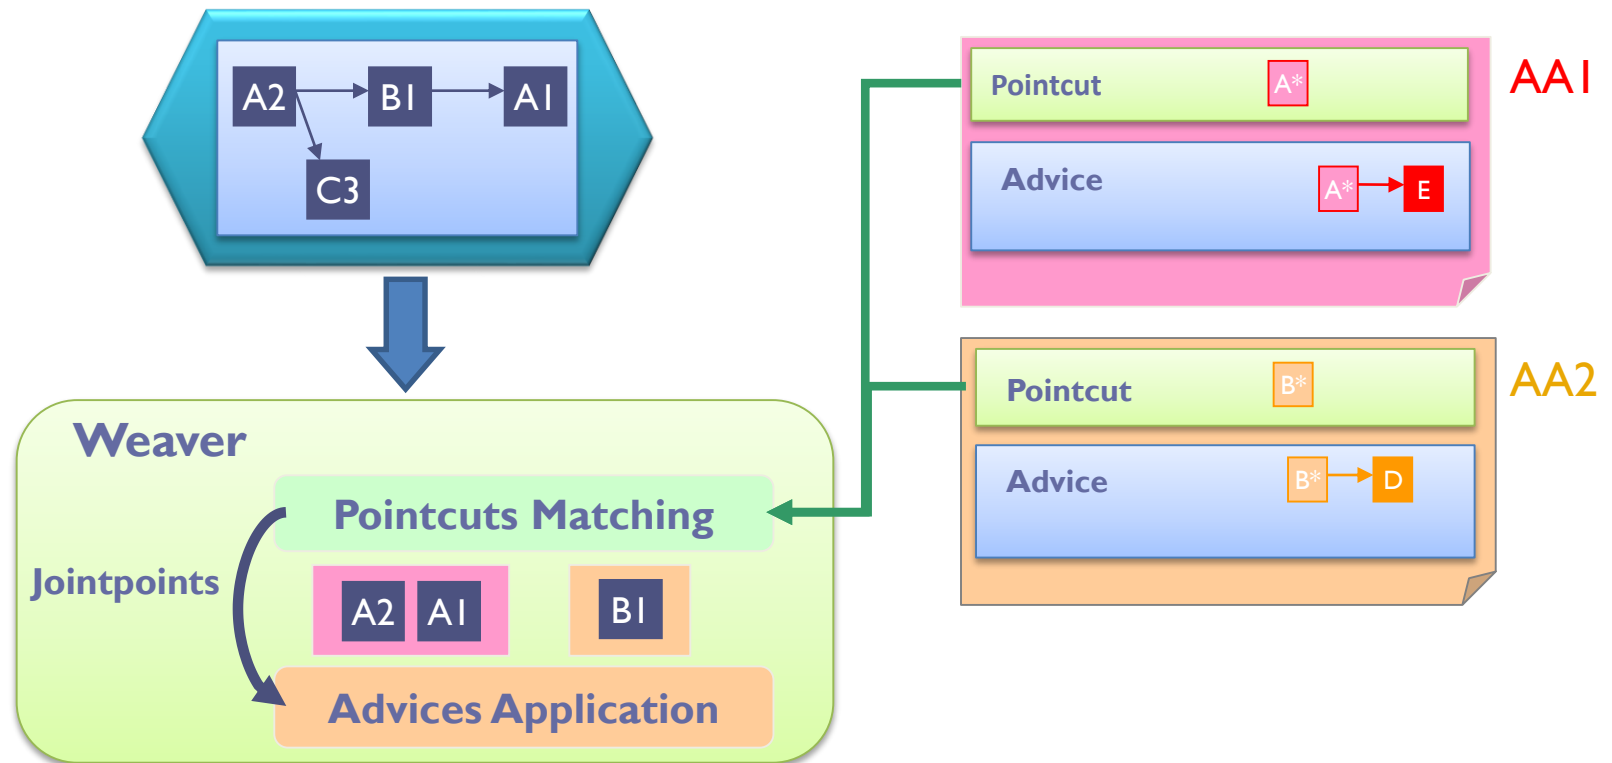 A2
B1
A1
C3
Pointcut
A*
AA1
Advice
A*
E
Pointcut
B*
AA2
Advice
B*
D
Weaver
Pointcuts Matching
Jointpoints
A2
A1
B1
Advices Application